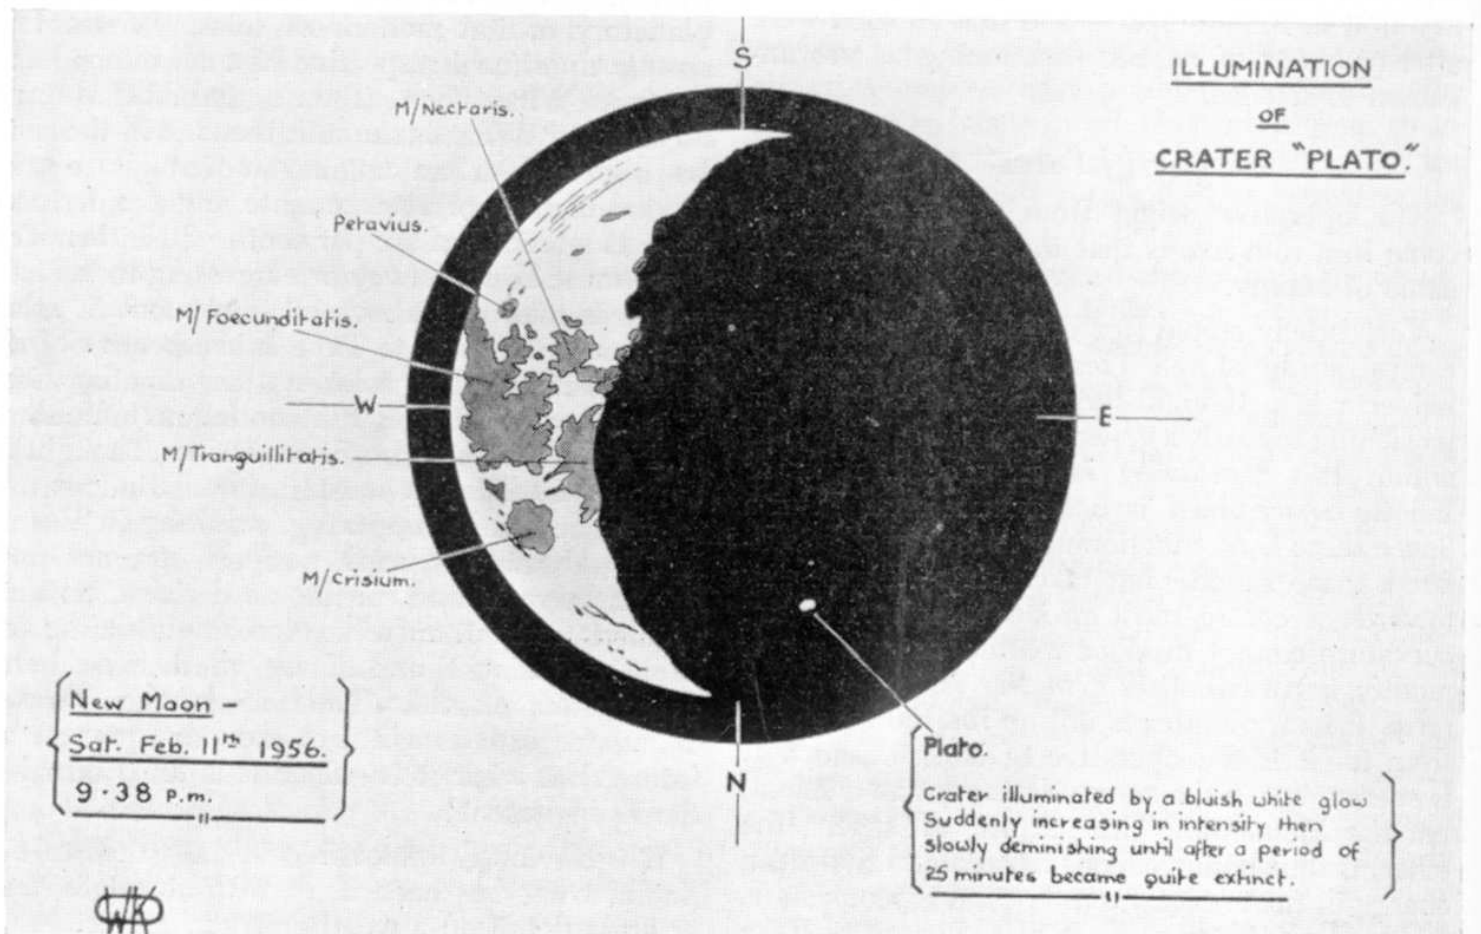 ILLUMINATION
OF
CRATER "PLATO."
S
M/Nectaris.
Petavius.
M/Foecunditatis.
W
E
M/Tranquillitatis.
M/Crisium.
N
New Moon –
Sat. Feb. 11th 1956.
9·38 P.m.
Plato.
Crater illuminated by a bluish white glow
suddenly increasing in intensity then
slowly deminishing until after a period of
25 minutes became quite extinct.